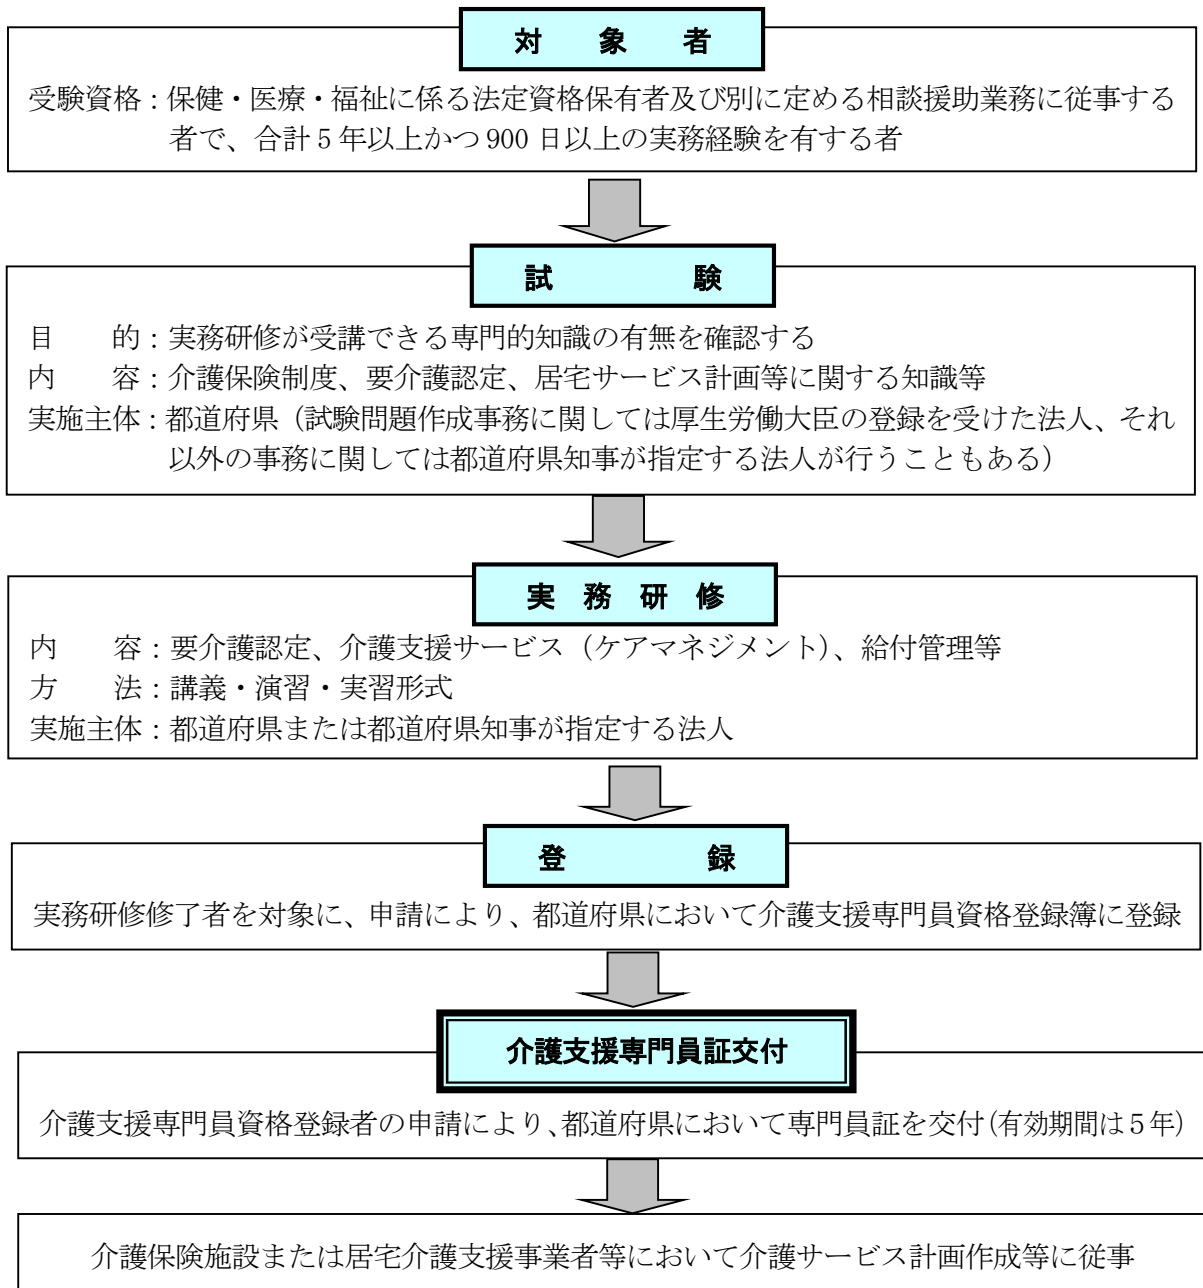 対　象　者
受験資格：保健・医療・福祉に係る法定資格保有者及び別に定める相談援助業務に従事する
者で、合計5年以上かつ900日以上の実務経験を有する者
試　　　験
目　　的：実務研修が受講できる専門的知識の有無を確認する
内　　容：介護保険制度、要介護認定、居宅サービス計画等に関する知識等
実施主体：都道府県（試験問題作成事務に関しては厚生労働大臣の登録を受けた法人、それ
以外の事務に関しては都道府県知事が指定する法人が行うこともある）
実　務　研　修
内　　容：要介護認定、介護支援サービス（ケアマネジメント）、給付管理等
方　　法：講義・演習・実習形式
実施主体：都道府県または都道府県知事が指定する法人
登　　　録
実務研修修了者を対象に、申請により、都道府県において介護支援専門員資格登録簿に登録
介護支援専門員証交付
介護支援専門員資格登録者の申請により、都道府県において専門員証を交付(有効期間は5年)
介護保険施設または居宅介護支援事業者等において介護サービス計画作成等に従事